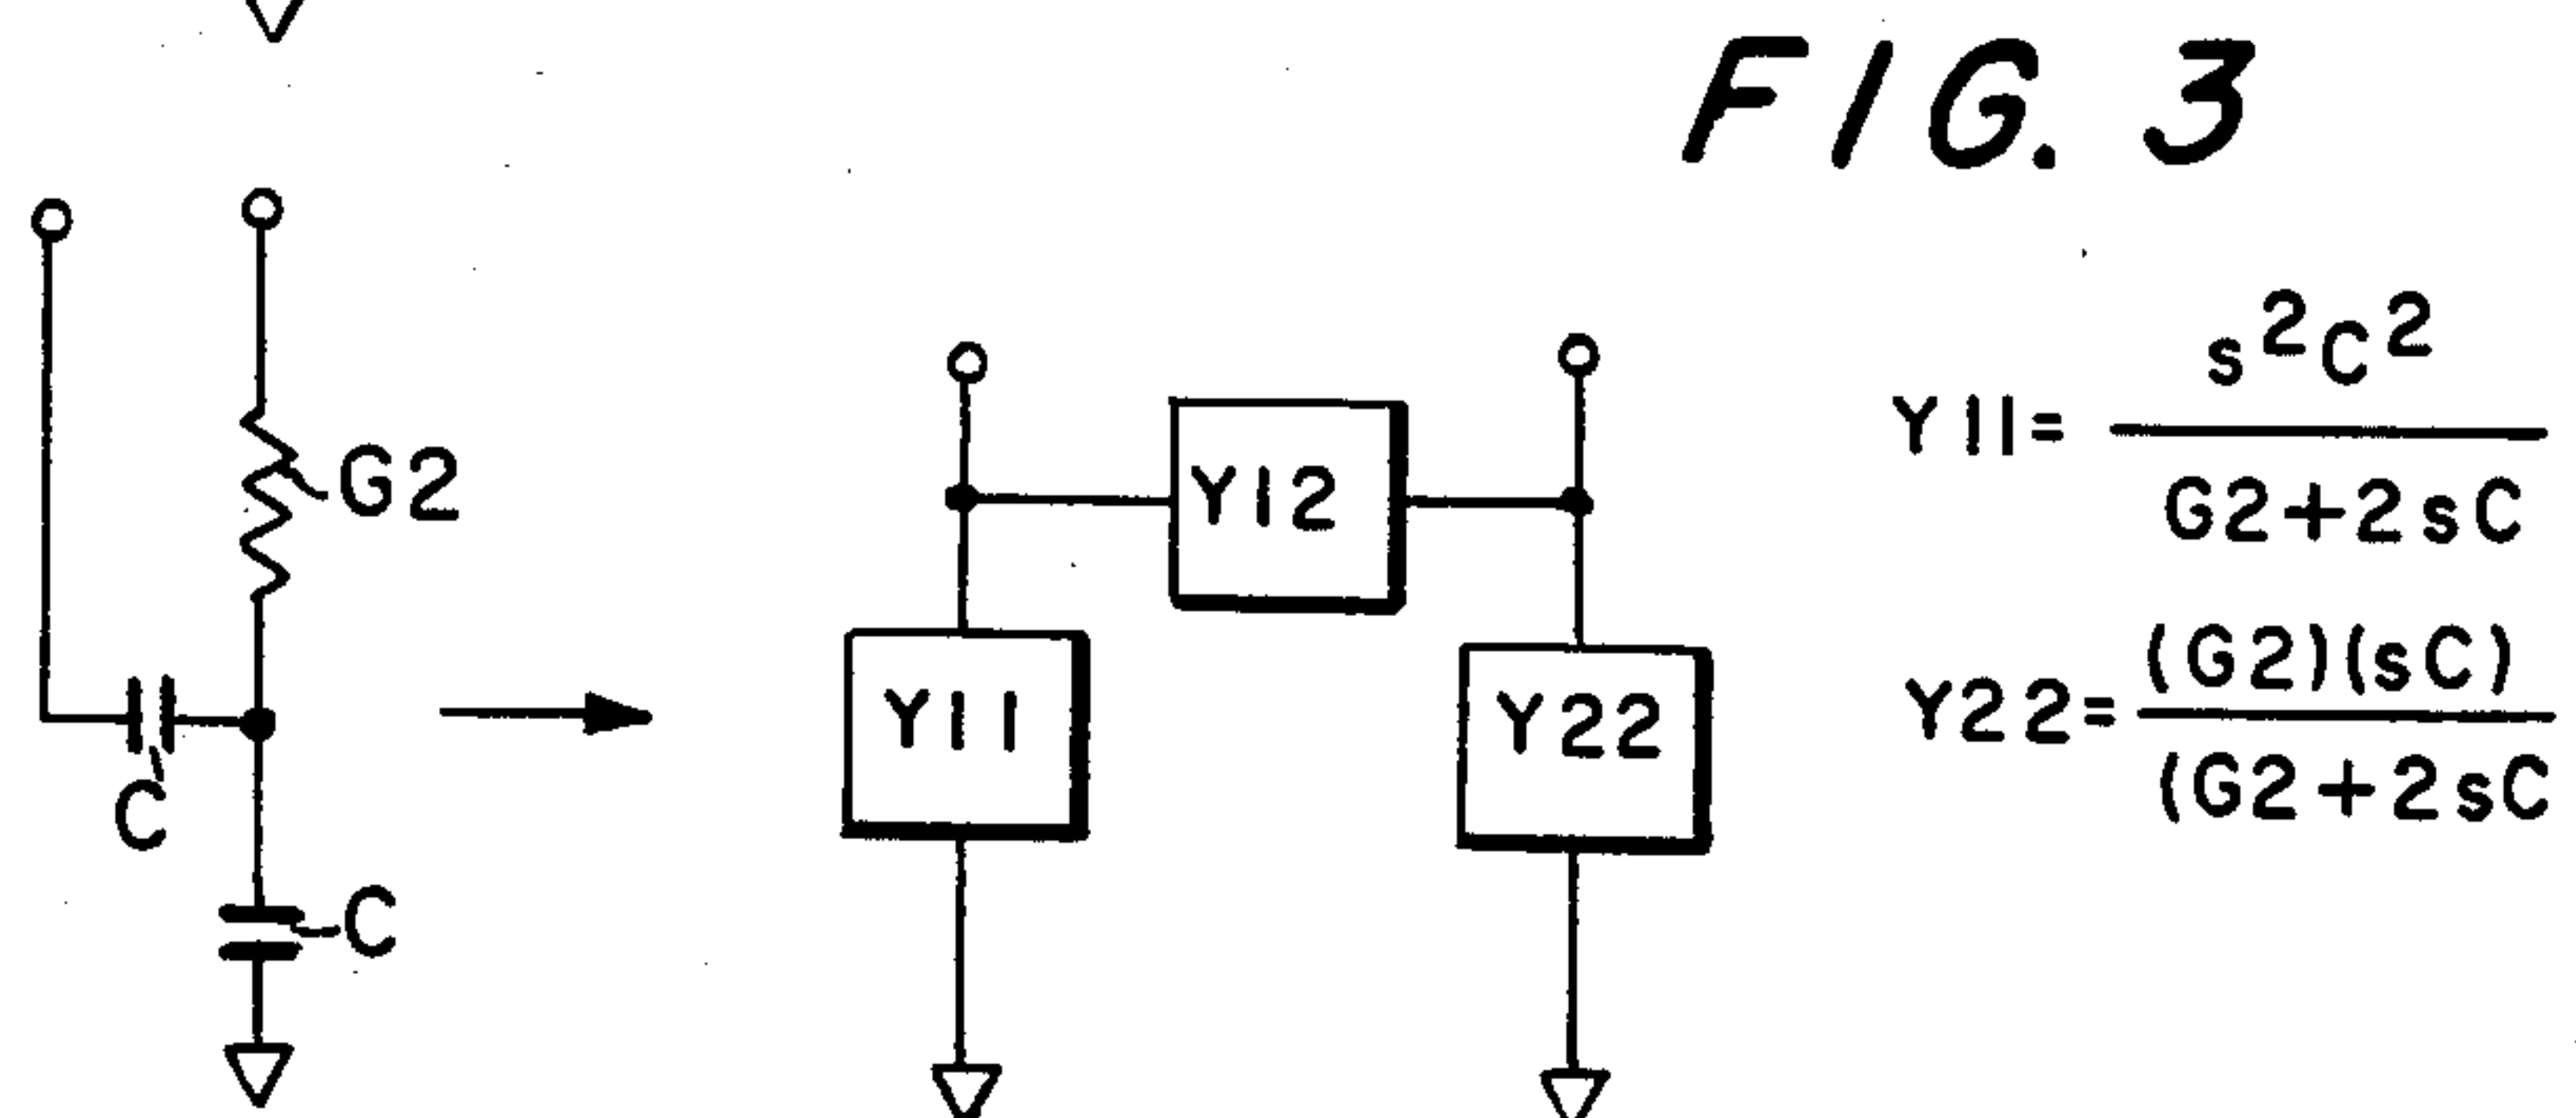 FIG. 3
G2
C
C
Y12
Y11
Y22
Y11= s²C² / G2+2sC
Y22= (G2)(sC) / (G2+2sC